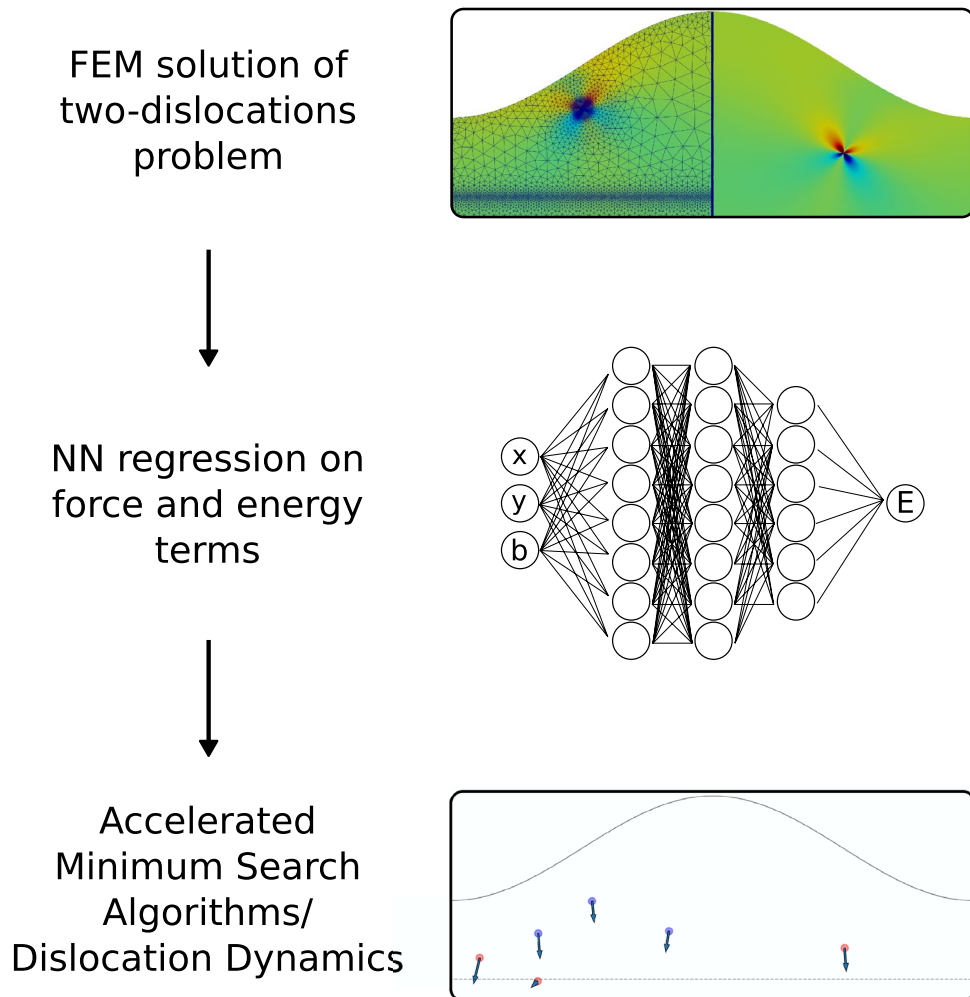 FEM solution of
two-dislocations
problem
NN regression on
force and energy
terms
x
y
b
E
Accelerated
Minimum Search
Algorithms/
Dislocation Dynamics